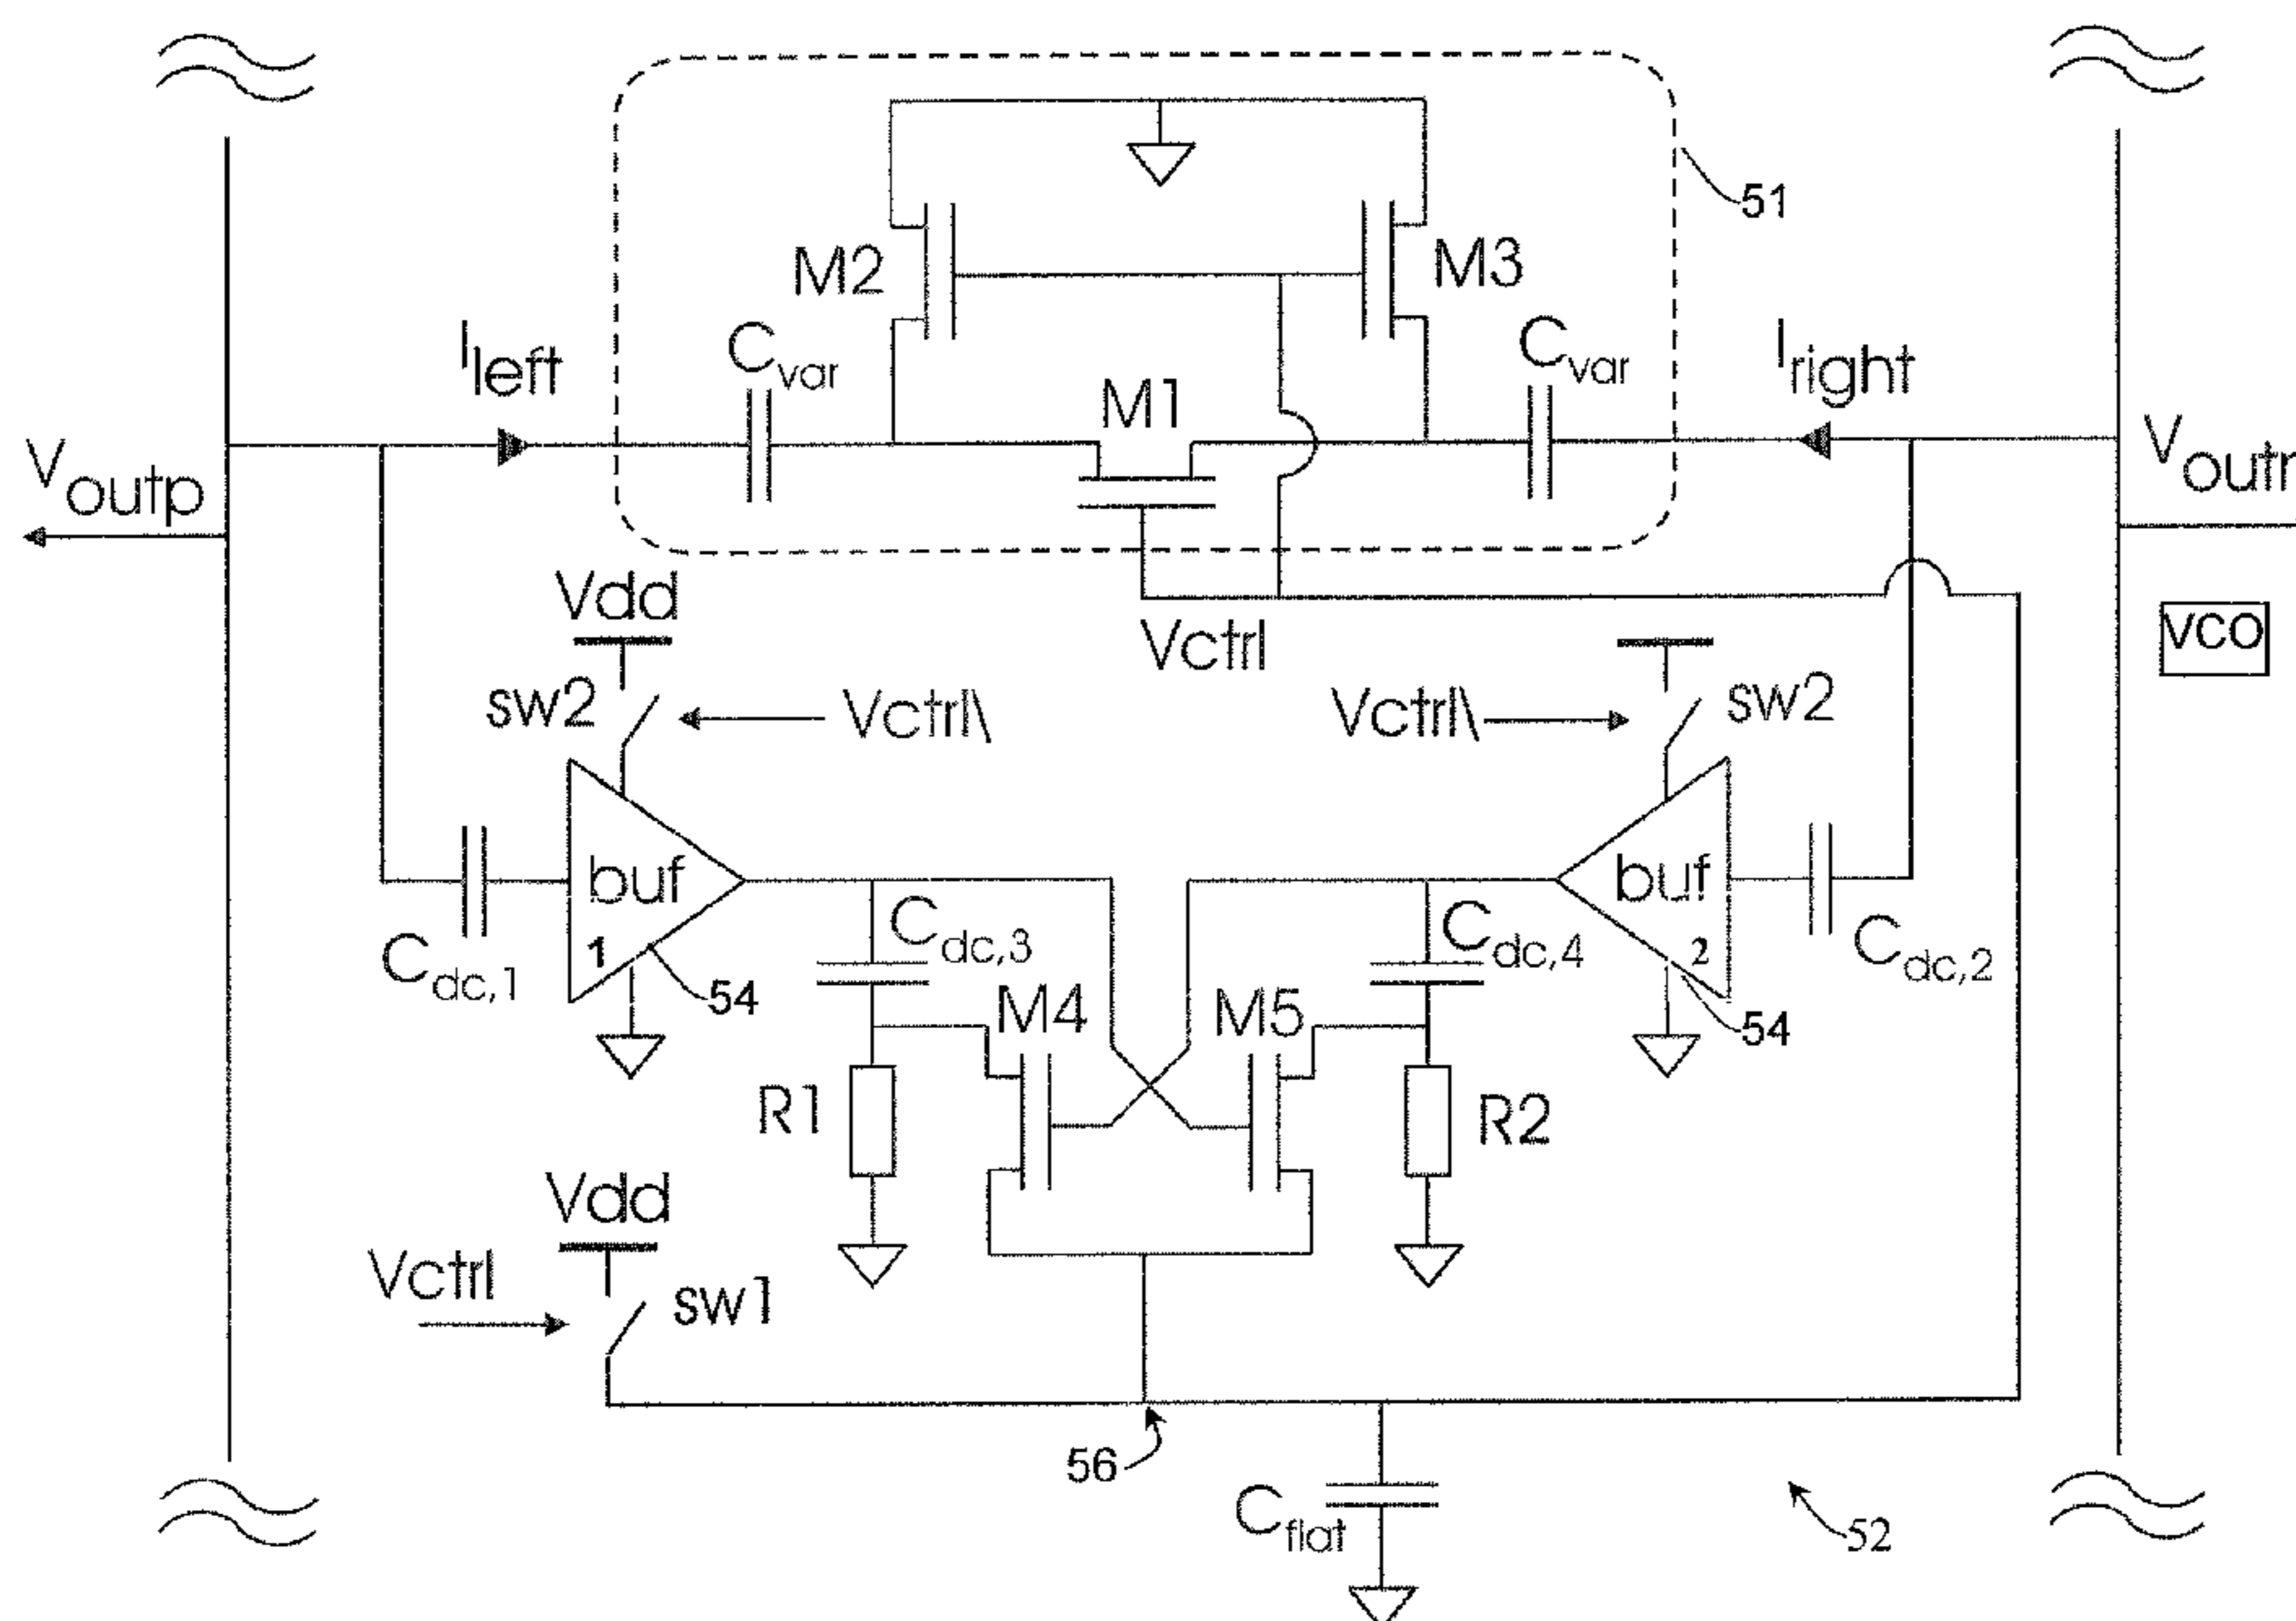 51
M2
M3
Cvar
Cvar
Ileft
Iright
M1
Voutp
Voutn
Vdd
Vctrl
vco
sw2
Vctrl\
Vctrl\
sw2
buf
1
buf
2
Cdc,1
Cdc,3
Cdc,4
Cdc,2
54
54
M4
M5
R1
R2
Vdd
Vctrl
sw1
56
Cflat
52